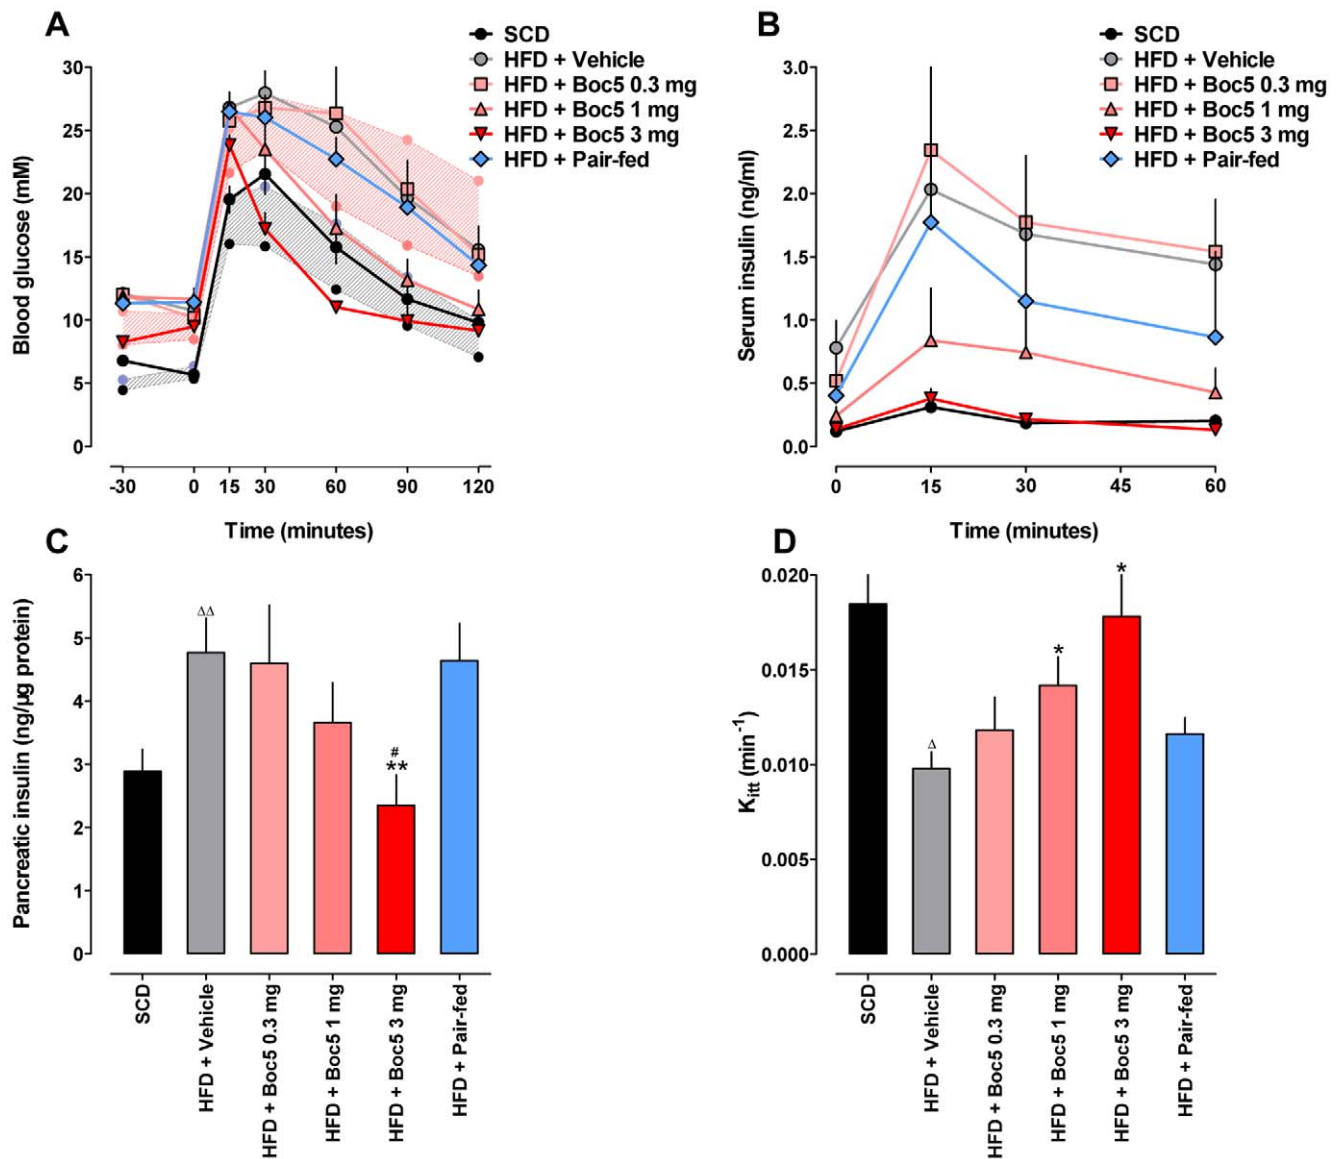 A
SCD
HFD + Vehicle
HFD + Boc5 0.3 mg
HFD + Boc5 1 mg
HFD + Boc5 3 mg
HFD + Pair-fed
Blood glucose (mM)
30
25
20
15
10
5
0
-30 0 15 30 60 90 120
Time (minutes)
B
SCD
HFD + Vehicle
HFD + Boc5 0.3 mg
HFD + Boc5 1 mg
HFD + Boc5 3 mg
HFD + Pair-fed
Serum insulin (ng/ml)
3.0
2.5
2.0
1.5
1.0
0.5
0.0
0 15 30 45 60
Time (minutes)
C
Pancreatic insulin (ng/µg protein)
6
5
4
3
2
1
0
ΔΔ
#
**
SCD
HFD + Vehicle
HFD + Boc5 0.3 mg
HFD + Boc5 1 mg
HFD + Boc5 3 mg
HFD + Pair-fed
D
Kitt (min⁻¹)
0.020
0.015
0.010
0.005
0.000
Δ
*
*
SCD
HFD + Vehicle
HFD + Boc5 0.3 mg
HFD + Boc5 1 mg
HFD + Boc5 3 mg
HFD + Pair-fed